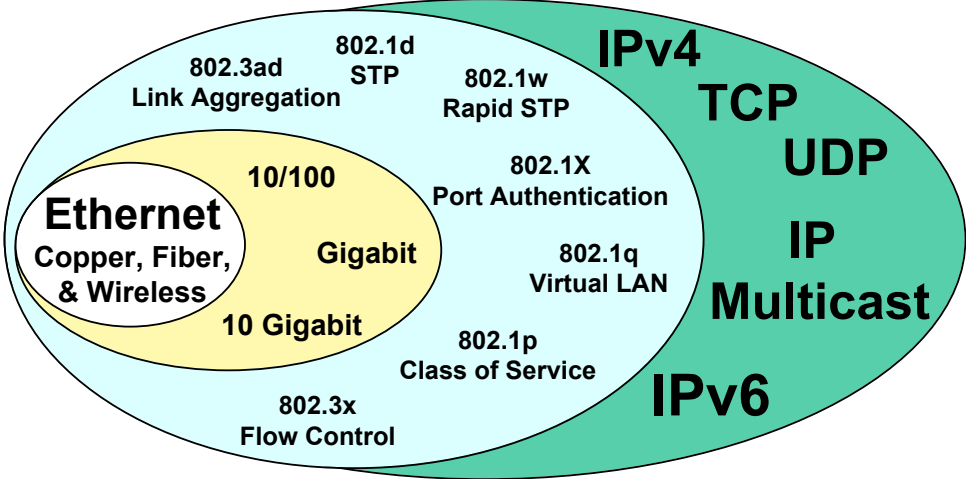 802.3ad
Link Aggregation
802.1d
STP
802.1w
Rapid STP
802.1X
Port Authentication
802.1q
Virtual LAN
802.1p
Class of Service
802.3x
Flow Control
10/100
Gigabit
10 Gigabit
Ethernet
Copper, Fiber,
& Wireless
IPv4
TCP
UDP
IP
Multicast
IPv6